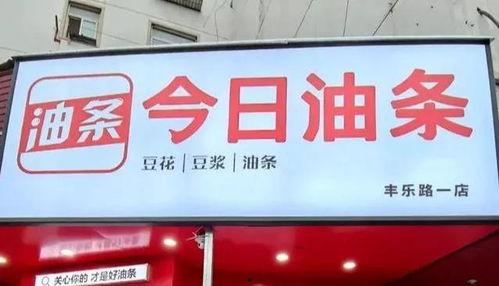 油条
今日油条
豆花|豆浆|油条
丰乐路一店
关心你的 才是好油条